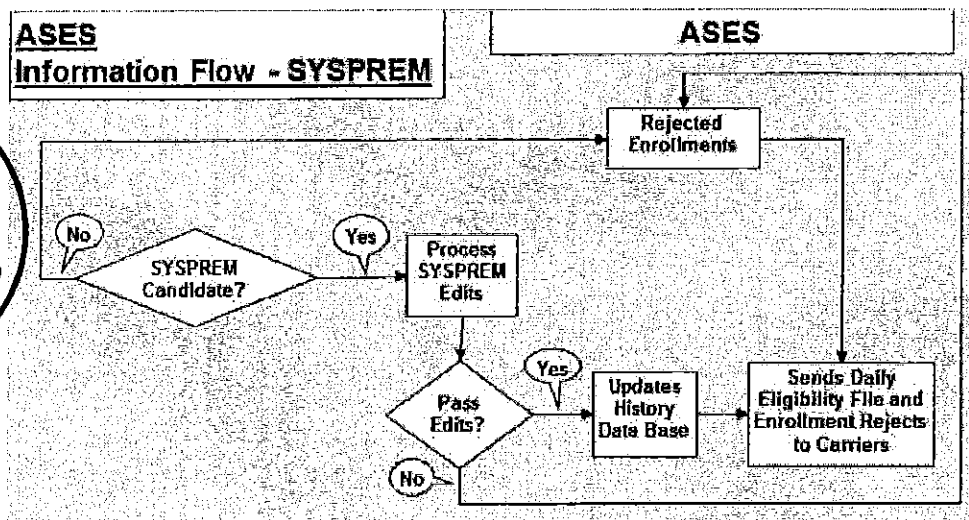 ASES
Information Flow - SYSPREM
ASES
Rejected
Enrollments
No
SYSPREM
Candidate?
Yes
Process
SYSPREM
Edits
Pass
Edits?
Yes
Updates
History
Data Base
Sends Daily
Eligibility File and
Enrollment Rejects
to Carriers
No